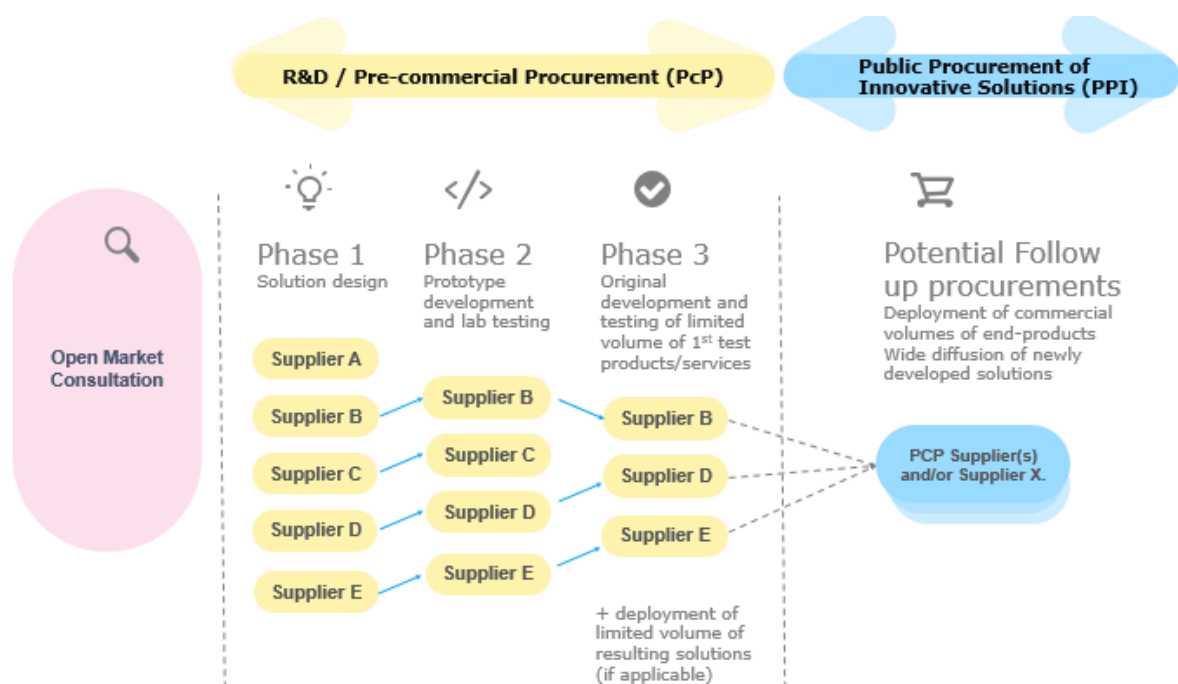 R&D / Pre-commercial Procurement (PcP)
Public Procurement of
Innovative Solutions (PPI)
Open Market
Consultation
</>
Phase 1
Solution design
Supplier A
Supplier B
Supplier C
Supplier D
Supplier E
Phase 2
Prototype
development
and lab testing
Supplier B
Supplier C
Supplier D
Supplier E
Phase 3
Original
development and
testing of limited
volume of 1st test
products/services
Supplier B
Supplier D
Supplier E
+ deployment of
limited volume of
resulting solutions
(if applicable)
Potential Follow
up procurements
Deployment of commercial
volumes of end-products
Wide diffusion of newly
developed solutions
PCP Supplier(s)
and/or Supplier X.